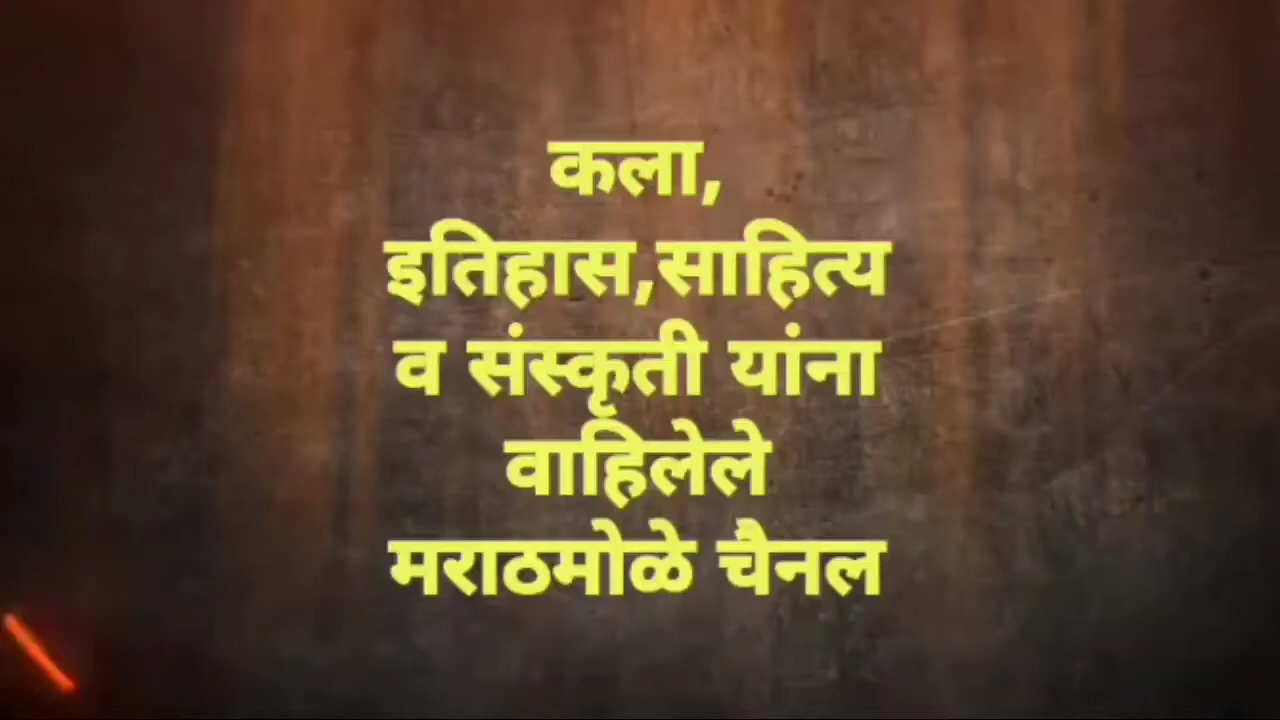 कला,
इतिहास,साहित्य
व संस्कृती यांना
वाहिलेले
मराठमोळे चैनल